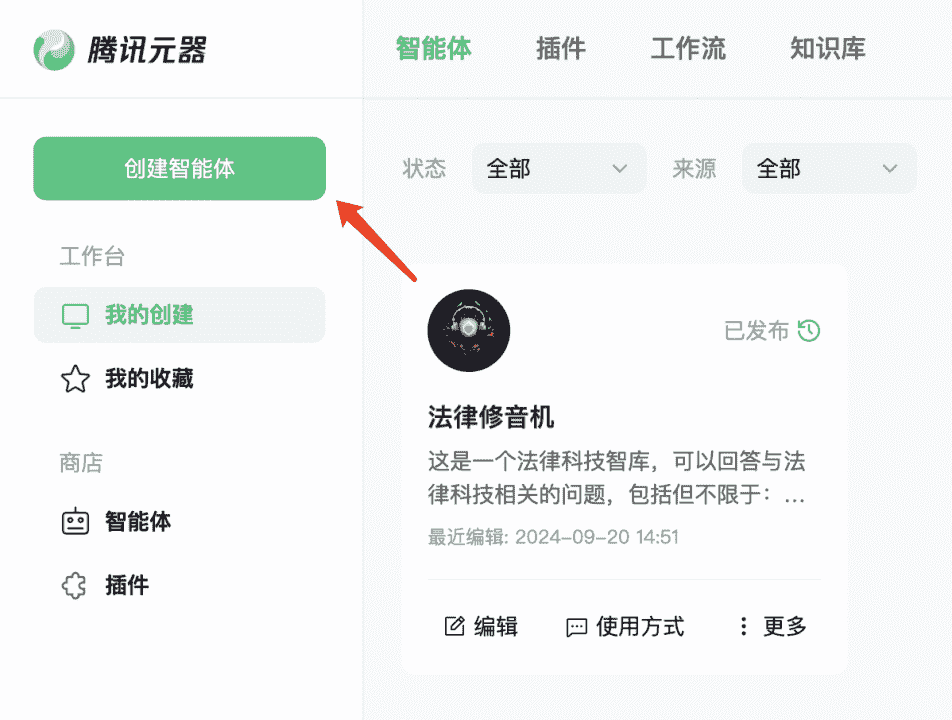 腾讯元器
智能体
插件
工作流
知识库
创建智能体
工作台
我的创建
我的收藏
商店
智能体
插件
状态
全部
来源
全部
已发布
法律修音机
这是一个法律科技智库，可以回答与法
律科技相关的问题，包括但不限于：...
最近编辑: 2024-09-20 14:51
编辑
使用方式
更多